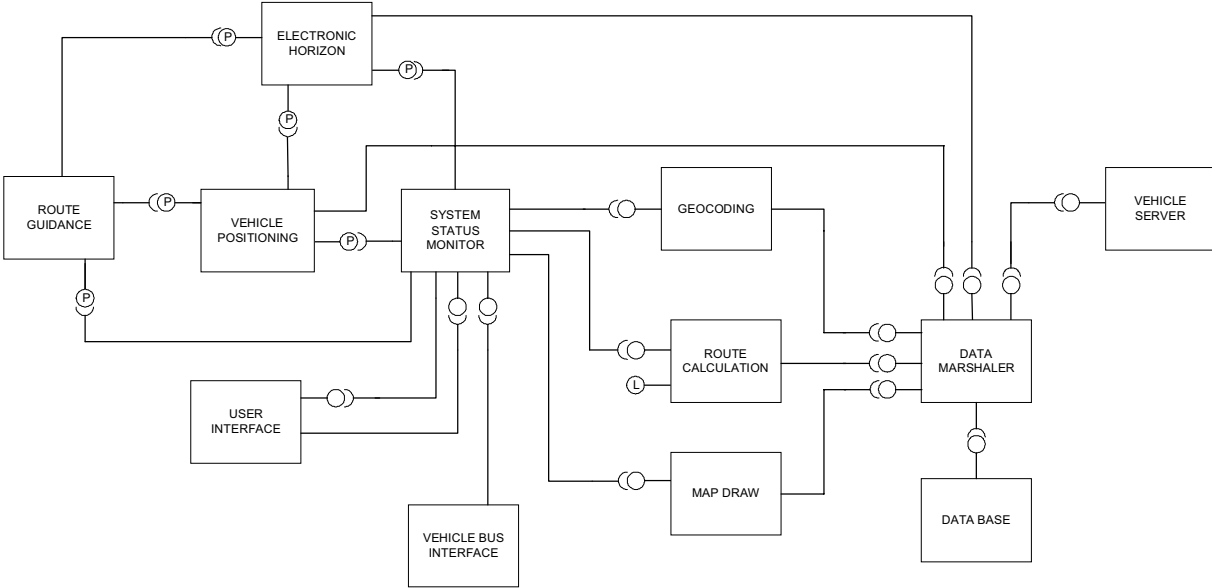 ELECTRONIC
HORIZON
P
P
P
ROUTE
GUIDANCE
P
VEHICLE
POSITIONING
P
SYSTEM
STATUS
MONITOR
GEOCODING
VEHICLE
SERVER
P
ROUTE
CALCULATION
L
DATA
MARSHALER
USER
INTERFACE
MAP DRAW
DATA BASE
VEHICLE BUS
INTERFACE